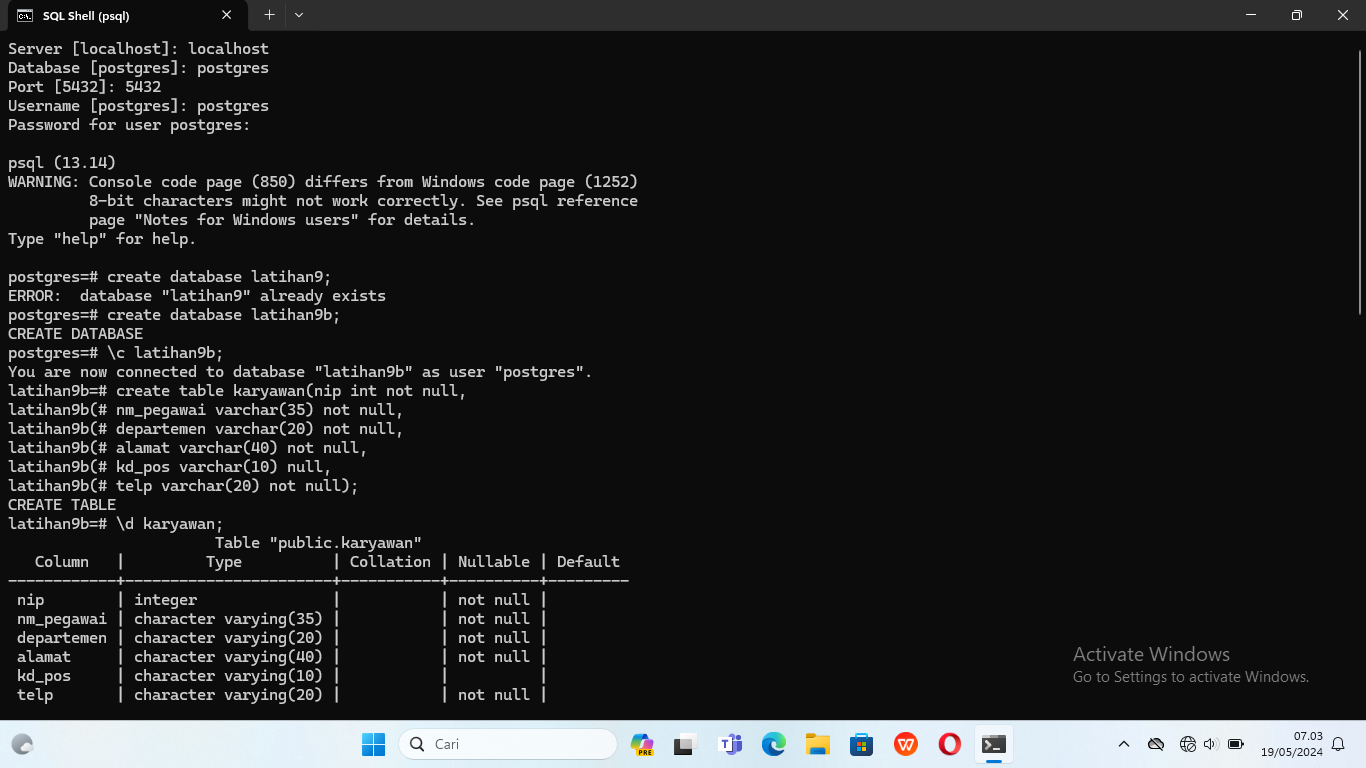 SQL Shell (psql)
Server [localhost]: localhost
Database [postgres]: postgres
Port [5432]: 5432
Username [postgres]: postgres
Password for user postgres:
psql (13.14)
WARNING: Console code page (850) differs from Windows code page (1252)
         8-bit characters might not work correctly. See psql reference
         page "Notes for Windows users" for details.
Type "help" for help.
postgres=# create database latihan9;
ERROR:  database "latihan9" already exists
postgres=# create database latihan9b;
CREATE DATABASE
postgres=# \c latihan9b;
You are now connected to database "latihan9b" as user "postgres".
latihan9b=# create table karyawan(nip int not null,
latihan9b(# nm_pegawai varchar(35) not null,
latihan9b(# departemen varchar(20) not null,
latihan9b(# alamat varchar(40) not null,
latihan9b(# kd_pos varchar(10) null,
latihan9b(# telp varchar(20) not null);
CREATE TABLE
latihan9b=# \d karyawan;
                       Table "public.karyawan"
   Column   |         Type          | Collation | Nullable | Default
------------+-----------------------+-----------+----------+---------
 nip        | integer               |           | not null |
 nm_pegawai | character varying(35) |           | not null |
 departemen | character varying(20) |           | not null |
 alamat     | character varying(40) |           | not null |
 kd_pos     | character varying(10) |           |          |
 telp       | character varying(20) |           | not null |
Activate Windows
Go to Settings to activate Windows.
Cari
PRE
07.03
19/05/2024